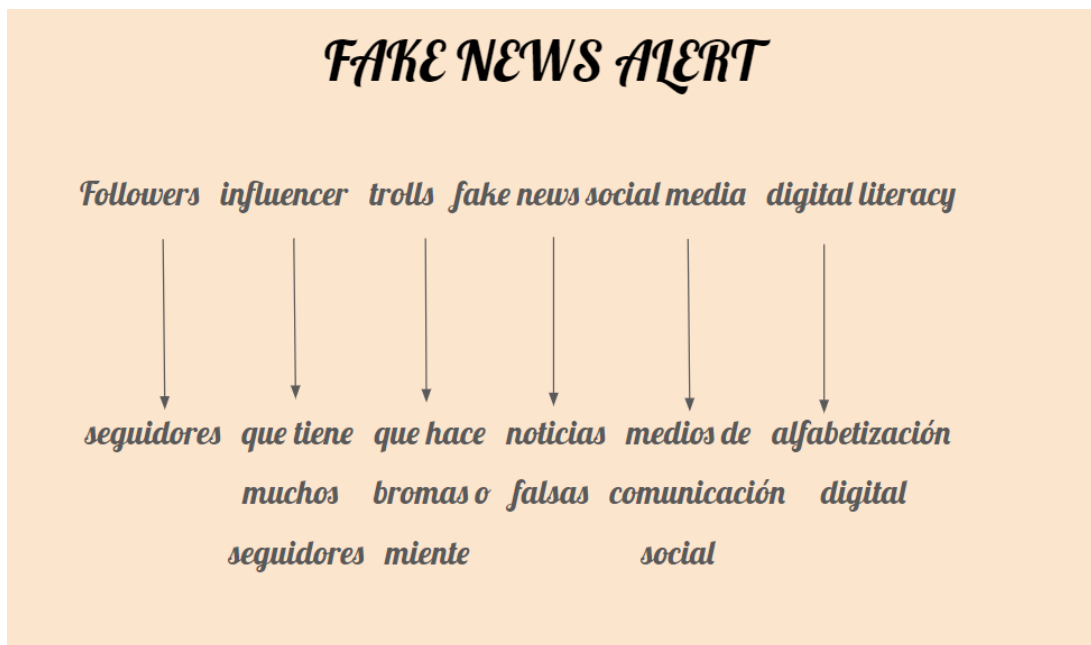 FAKE NEWS ALERT
Followers influencer trolls fake news social media digital literacy
seguidores que tiene que hace noticias medios de alfabetización
muchos bromas o falsas comunicación digital
seguidores miente social